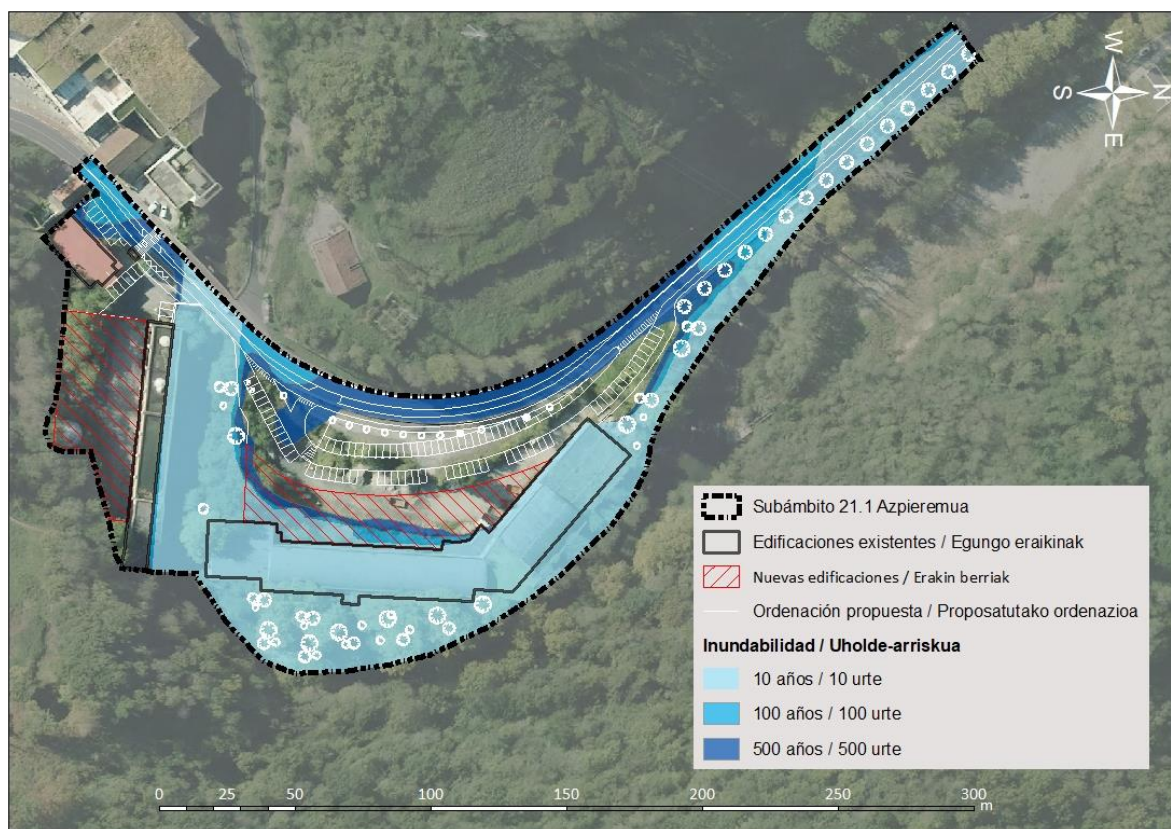 W
S N
E
Subámbito 21.1 Azpieremua
Edificaciones existentes / Egungo eraikinak
Nuevas edificaciones / Erakin berriak
Ordenación propuesta / Proposatutako ordenazioa
Inundabilidad / Uholde-arriskua
10 años / 10 urte
100 años / 100 urte
500 años / 500 urte
0 25 50 100 150 200 250 300
m